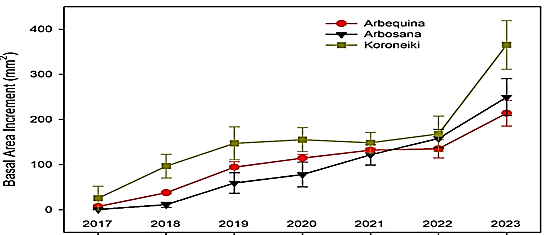 Arbequina
Arbosana
Koroneiki
Basal Area Increment (mm²)
400
300
200
100
0
2017 2018 2019 2020 2021 2022 2023